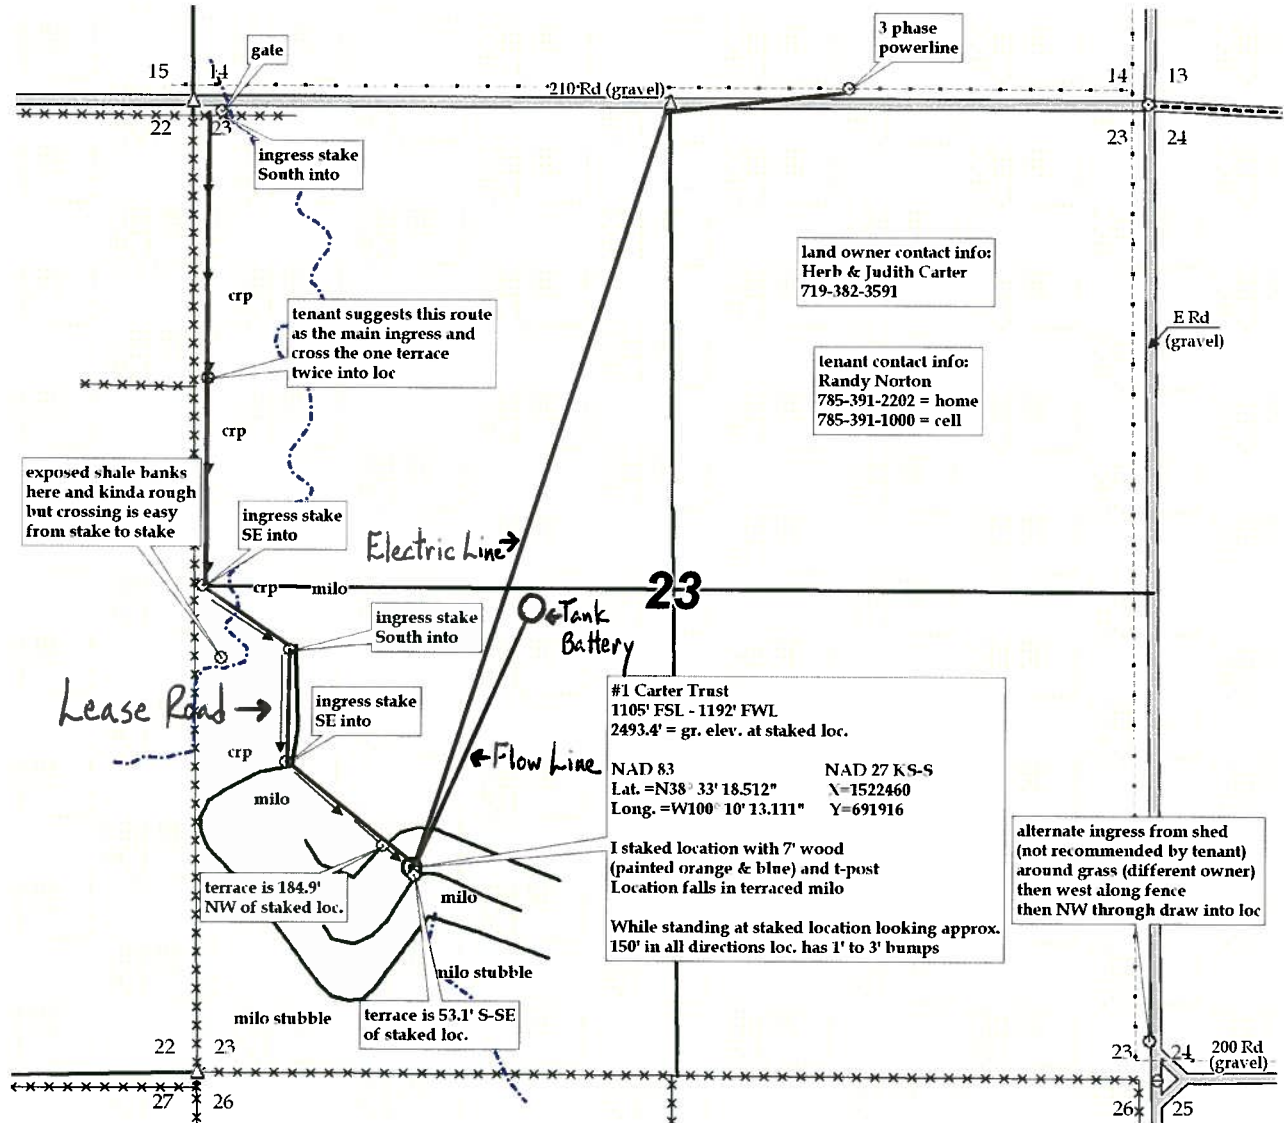 3 phase
powerline
gate
15
14
14
13
210 Rd (gravel)
22
23
23
24
ingress stake
South into
land owner contact info:
Herb & Judith Carter
719-382-3591
crp
tenant suggests this route
as the main ingress and
cross the one terrace
twice into loc
E Rd
(gravel)
tenant contact info:
Randy Norton
785-391-2202 = home
785-391-1000 = cell
crp
exposed shale banks
here and kinda rough
but crossing is easy
from stake to stake
ingress stake
SE into
Electric Line
crp
milo
23
Tank
Battery
ingress stake
South into
Lease Road
ingress stake
SE into
#1 Carter Trust
1105' FSL - 1192' FWL
2493.4' = gr. elev. at staked loc.
NAD 83
NAD 27 KS-S
Lat. =N38° 33' 18.512"
X=1522460
Long. =W100° 10' 13.111"
Y=691916
I staked location with 7' wood
(painted orange & blue) and t-post
Location falls in terraced milo
While standing at staked location looking approx.
150' in all directions loc. has 1' to 3' bumps
crp
Flow Line
milo
alternate ingress from shed
(not recommended by tenant)
around grass (different owner)
then west along fence
then NW through draw into loc
terrace is 184.9'
NW of staked loc.
milo
milo stubble
milo stubble
terrace is 53.1' S-SE
of staked loc.
22
23
23
24
200 Rd
(gravel)
27
26
26
25